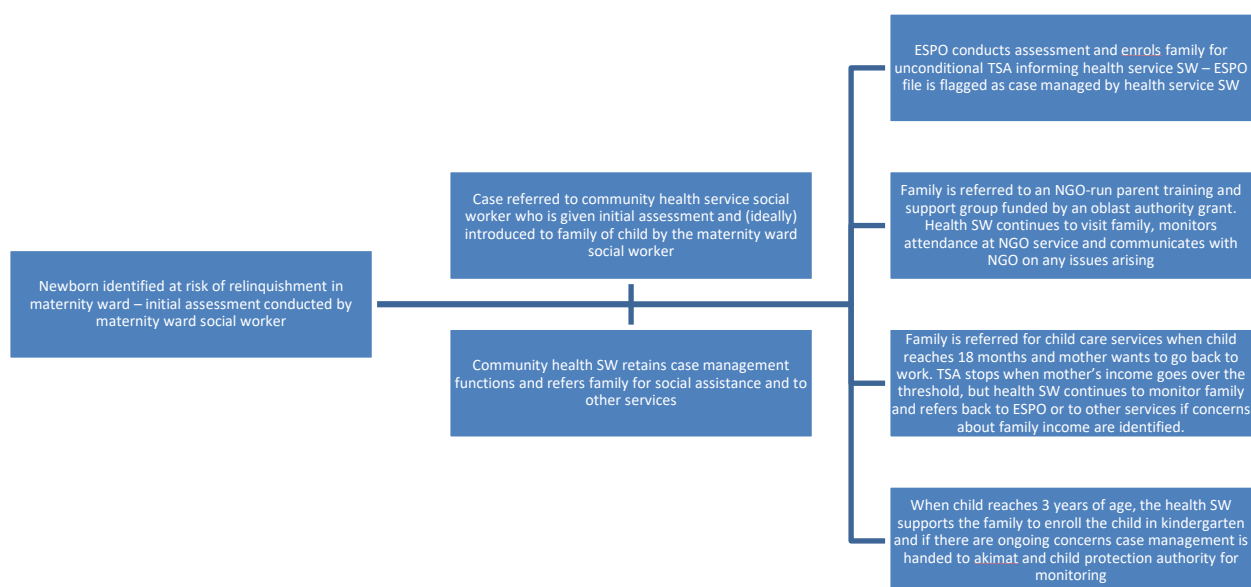 Newborn identified at risk of relinquishment in
maternity ward – initial assessment conducted by
maternity ward social worker
Case referred to community health service social
worker who is given initial assessment and (ideally)
introduced to family of child by the maternity ward
social worker
Community health SW retains case management
functions and refers family for social assistance and to
other services
ESPO conducts assessment and enrols family for
unconditional TSA informing health service SW – ESPO
file is flagged as case managed by health service SW
Family is referred to an NGO-run parent training and
support group funded by an oblast authority grant.
Health SW continues to visit family, monitors
attendance at NGO service and communicates with
NGO on any issues arising
Family is referred for child care services when child
reaches 18 months and mother wants to go back to
work. TSA stops when mother’s income goes over the
threshold, but health SW continues to monitor family
and refers back to ESPO or to other services if concerns
about family income are identified.
When child reaches 3 years of age, the health SW
supports the family to enroll the child in kindergarten
and if there are ongoing concerns case management is
handed to akimat and child protection authority for
monitoring